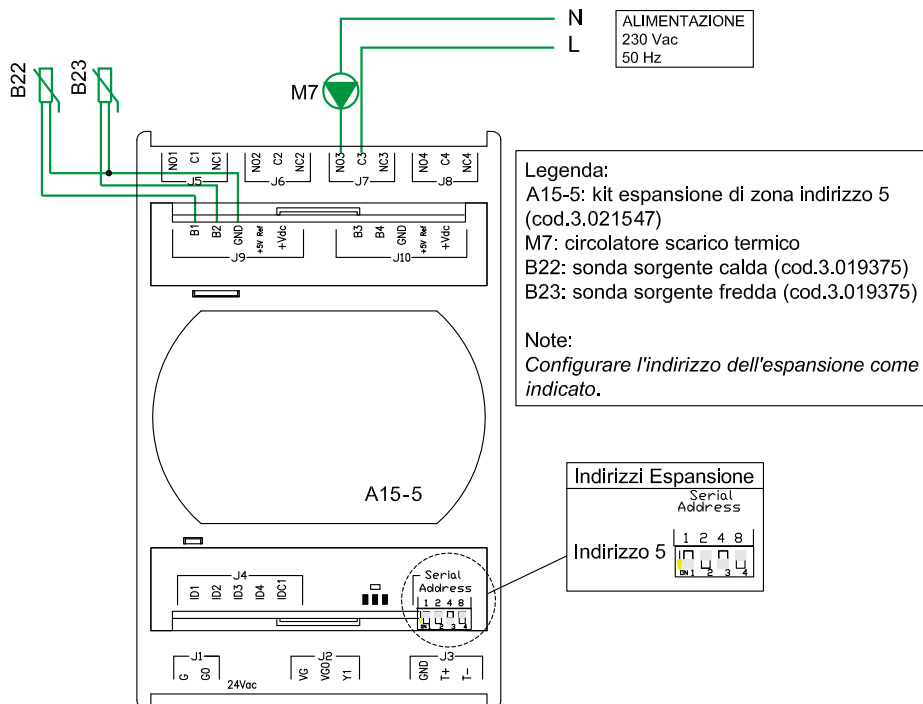 N
L
ALIMENTAZIONE
230 Vac
50 Hz
B22
B23
M7
NO1 C1 NC1
J5
NO2 C2 NC2
J6
NO3 C3 NC3
J7
NO4 C4 NC4
J8
B1 B2 GND +5V Ref +Vdc
J9
B3 B4 GND +5V Ref +Vdc
J10
Legenda:
A15-5: kit espansione di zona indirizzo 5
(cod.3.021547)
M7: circolatore scarico termico
B22: sonda sorgente calda (cod.3.019375)
B23: sonda sorgente fredda (cod.3.019375)
Note:
Configurare l'indirizzo dell'espansione come
indicato.
A15-5
Indirizzi Espansione
Serial
Address
1 2 4 8
Indirizzo 5
ON 1 2 3 4
J4
ID1 ID2 ID3 ID4 IDC1
Serial
Address
1 2 4 8
ON 1 2 3 4
J1
G G0
24Vac
J2
VG VG0 Y1
J3
GND T+ T-